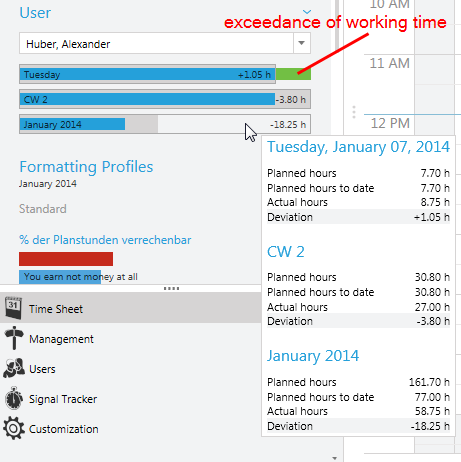 User
exceedance of working time
Huber, Alexander
Tuesday +1.05 h
CW 2 -3.80 h
January 2014 -18.25 h
Formatting Profiles
January 2014
Standard
% der Planstunden verrechenbar
You earn not money at all
31
Time Sheet
Management
Users
Signal Tracker
Customization
10 AM
11 AM
12 PM
Tuesday, January 07, 2014
Planned hours 7.70 h
Planned hours to date 7.70 h
Actual hours 8.75 h
Deviation +1.05 h
CW 2
Planned hours 30.80 h
Planned hours to date 30.80 h
Actual hours 27.00 h
Deviation -3.80 h
January 2014
Planned hours 161.70 h
Planned hours to date 77.00 h
Actual hours 58.75 h
Deviation -18.25 h